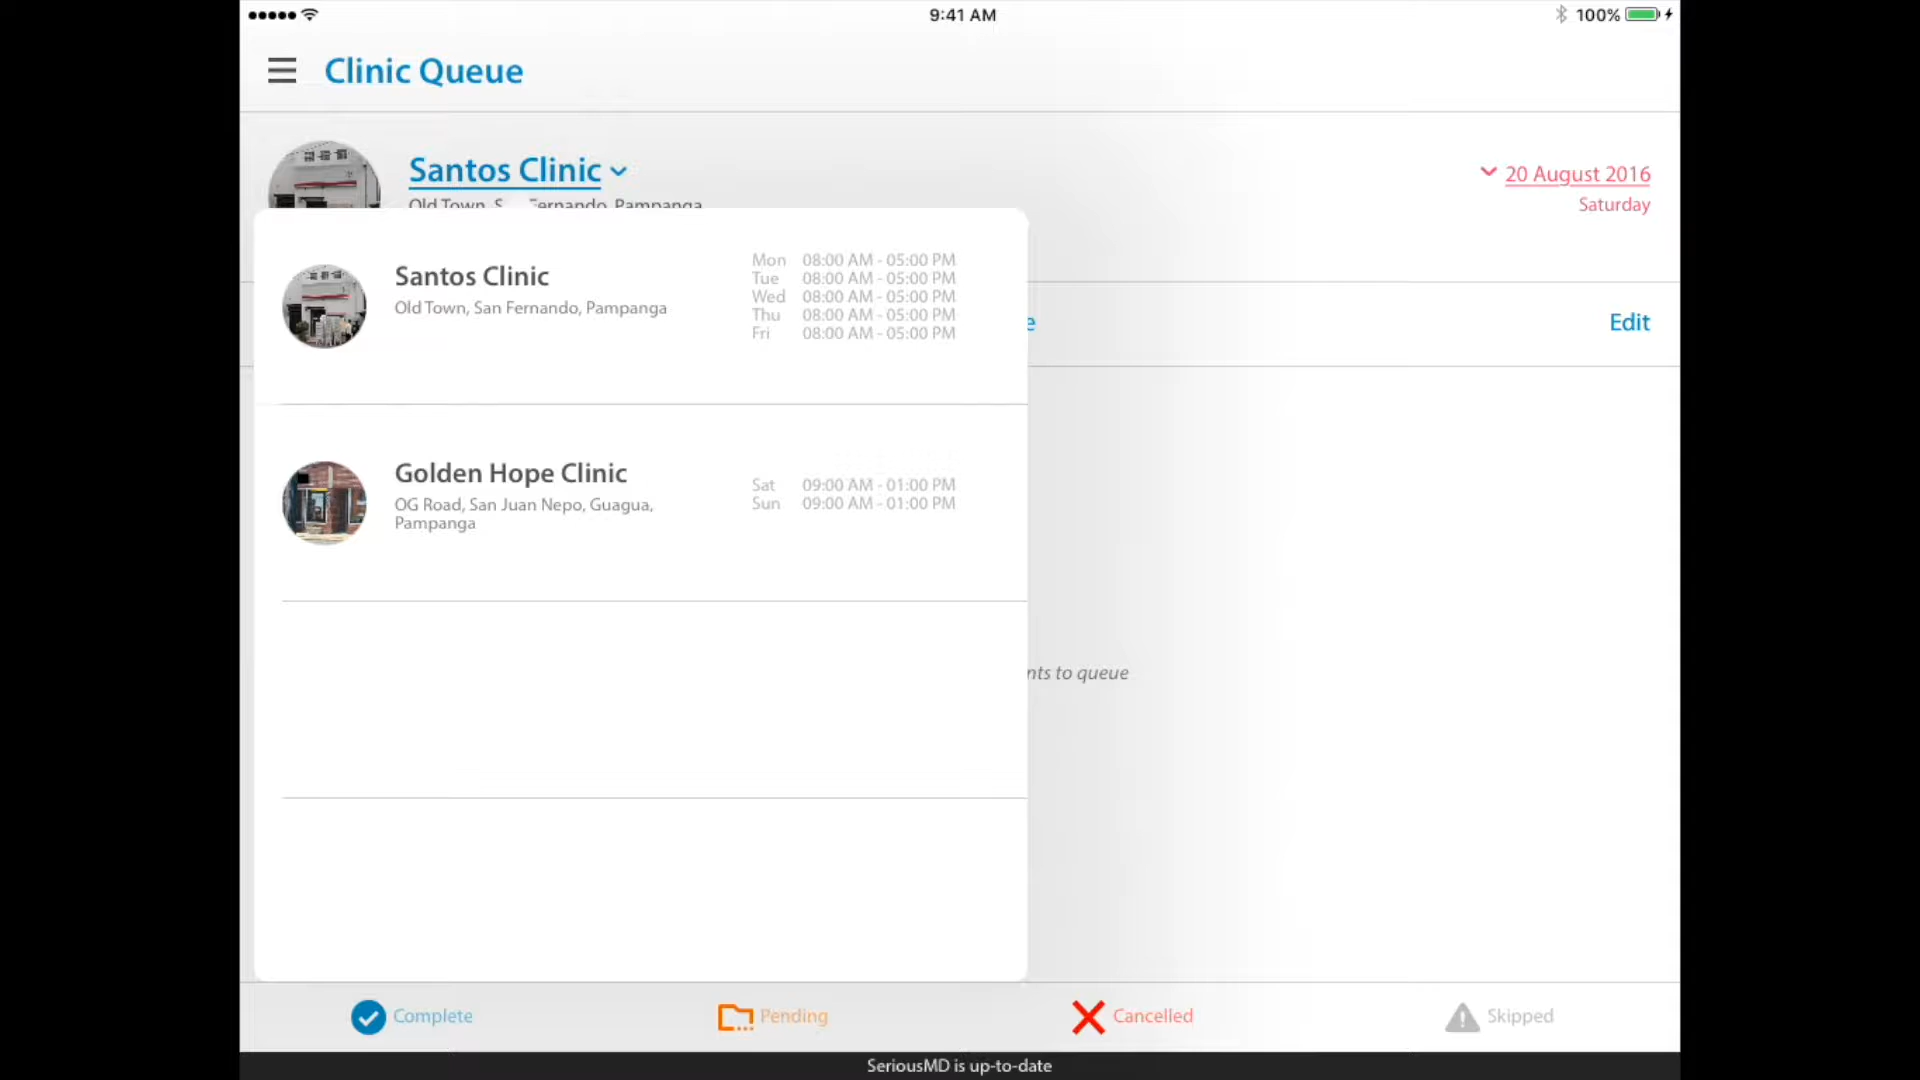 9:41 AM
100%
Clinic Queue
Santos Clinic
20 August 2016
Old Town, S Fernando, Pampanga
Saturday
Santos Clinic
Old Town, San Fernando, Pampanga
Mon 08:00 AM - 05:00 PM
Tue 08:00 AM - 05:00 PM
Wed 08:00 AM - 05:00 PM
Thu 08:00 AM - 05:00 PM
Fri 08:00 AM - 05:00 PM
e
Edit
Golden Hope Clinic
OG Road, San Juan Nepo, Guagua,
Pampanga
Sat 09:00 AM - 01:00 PM
Sun 09:00 AM - 01:00 PM
nts to queue
Complete
Pending
Cancelled
Skipped
SeriousMD is up-to-date